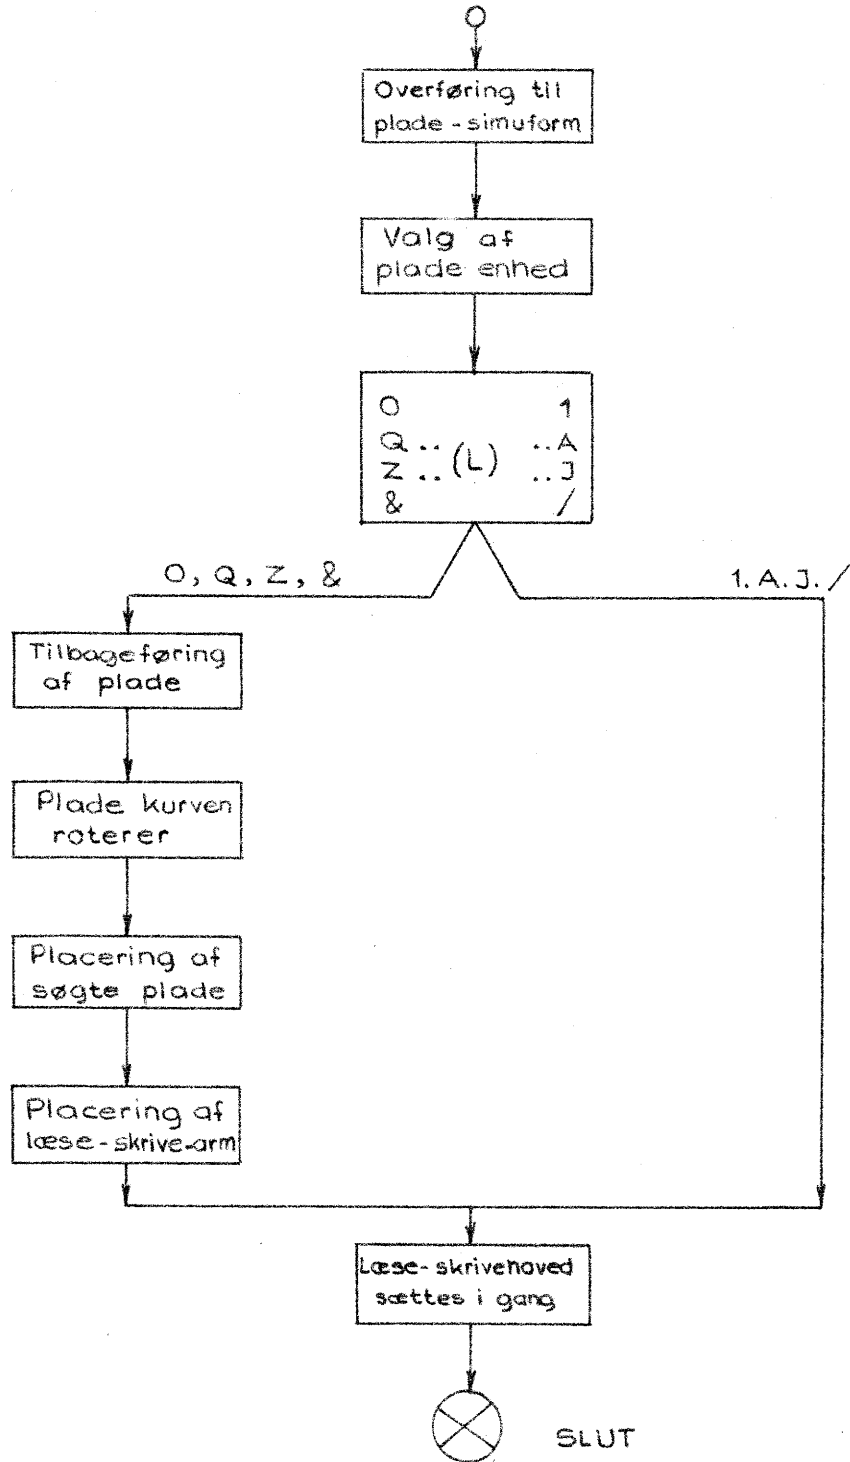 O
Overføring til
plade-simuform
Valg af
plade enhed
O 1
Q.. ..A
(L)
Z.. ..J
& /
O, Q, Z, &
1. A. J. /
Tilbageføring
af plade
Plade kurven
roterer
Placering af
søgte plade
Placering af
læse-skrive-arm
Læse-skrivehoved
sættes i gang
SLUT